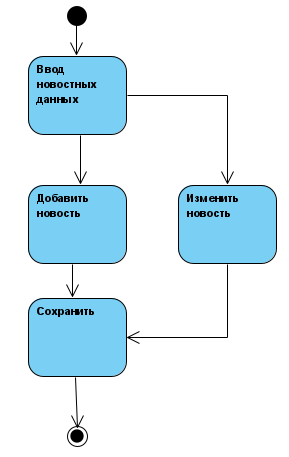 Ввод
новостных
данных
Добавить
новость
Изменить
новость
Сохранить